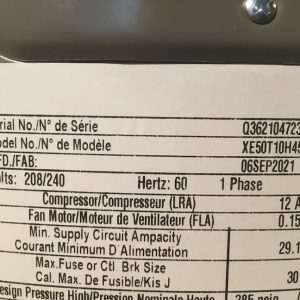 rial No./N° de Série Q362104723
odel No./N° de Modèle XE50T10H45
FD./FAB: 06SEP2021
lts: 208/240 Hertz: 60 1 Phase
Compressor/Compresseur (LRA) 12 A
Fan Motor/Moteur de Ventilateur (FLA) 0.15
Min. Supply Circuit Ampacity
Courant Minimum D Alimentation 29.1
Max.Fuse or Ctl Brk Size
Cal. Max. De Fusible/Kis J 30
Design Pressure High/Pression Nominale Haute 285 psig